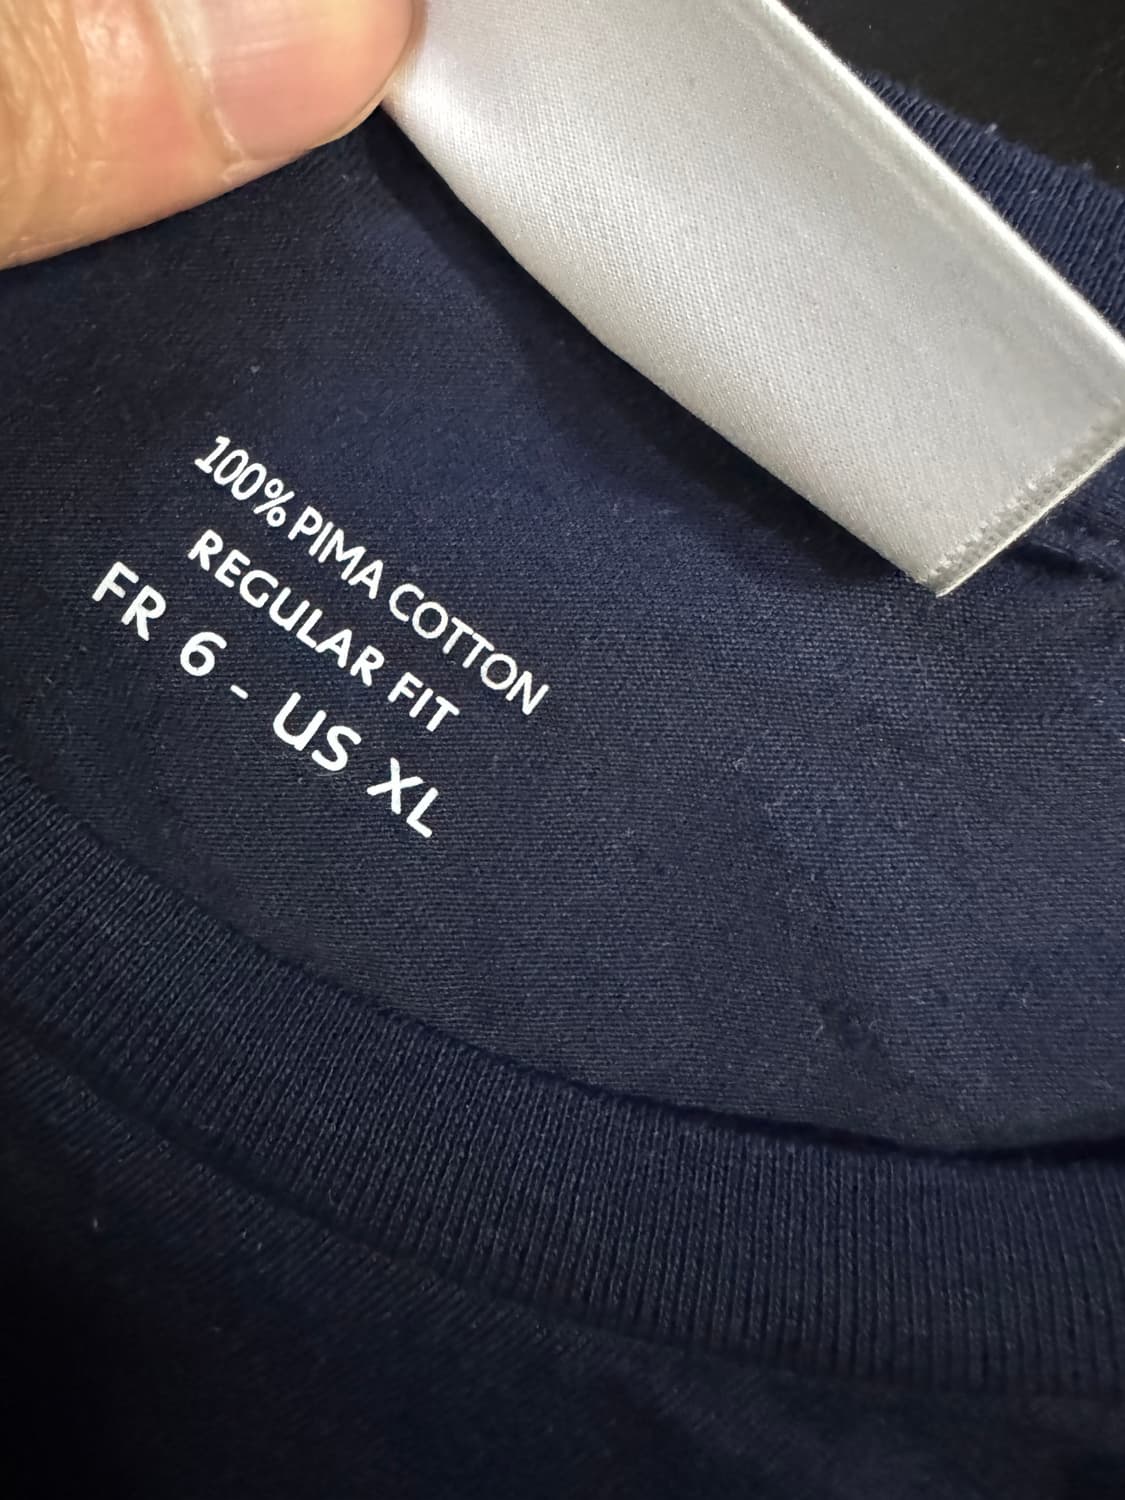 100% PIMA COTTON
REGULAR FIT
FR 6 - US XL